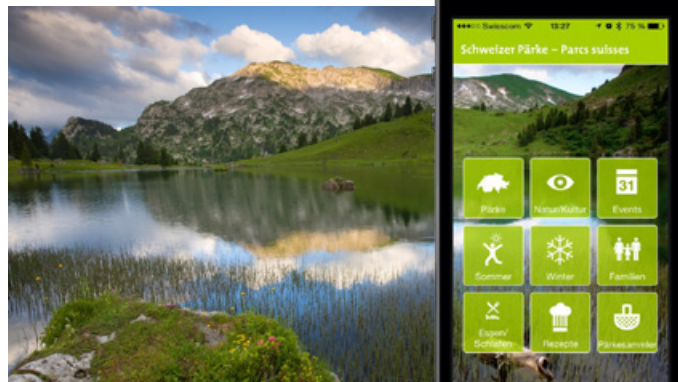 Swisscom 13:27 75 %
Schweizer Pärke – Parcs suisses
31
Pärke Natur/Kultur Events
Sommer Winter Familien
Essen/
Schlafen Rezepte Pärkesammler